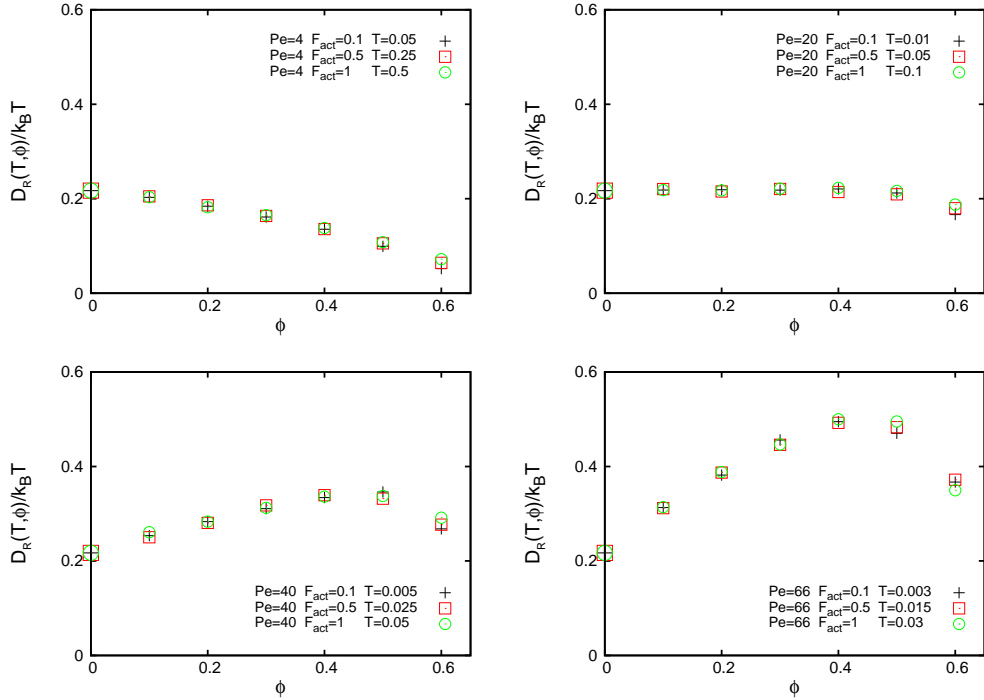 0.6
0.4
0.2
0
D_R(T,ϕ)/k_BT
Pe=4 F_act=0.1 T=0.05
Pe=4 F_act=0.5 T=0.25
Pe=4 F_act=1 T=0.5
0 0.2 0.4 0.6
ϕ
0.6
0.4
0.2
0
D_R(T,ϕ)/k_BT
Pe=20 F_act=0.1 T=0.01
Pe=20 F_act=0.5 T=0.05
Pe=20 F_act=1 T=0.1
0 0.2 0.4 0.6
ϕ
0.6
0.4
0.2
0
D_R(T,ϕ)/k_BT
Pe=40 F_act=0.1 T=0.005
Pe=40 F_act=0.5 T=0.025
Pe=40 F_act=1 T=0.05
0 0.2 0.4 0.6
ϕ
0.6
0.4
0.2
0
D_R(T,ϕ)/k_BT
Pe=66 F_act=0.1 T=0.003
Pe=66 F_act=0.5 T=0.015
Pe=66 F_act=1 T=0.03
0 0.2 0.4 0.6
ϕ